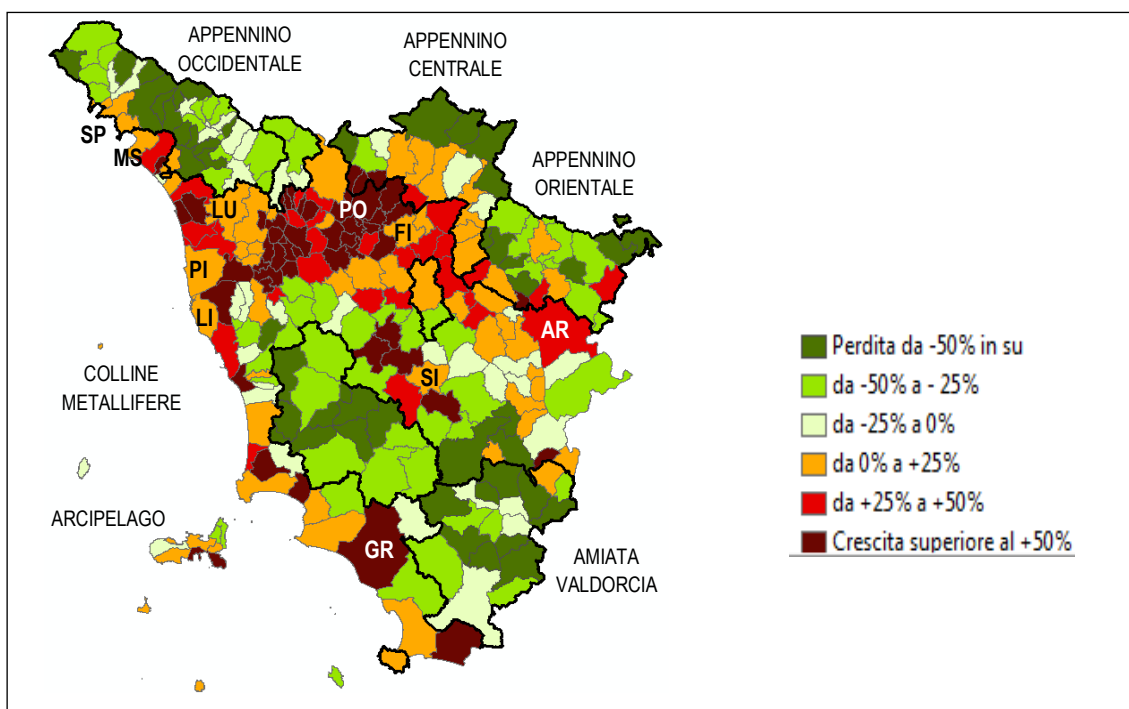 APPENNINO
OCCIDENTALE
APPENNINO
CENTRALE
APPENNINO
ORIENTALE
SP
MS
LU
PO
FI
PI
LI
AR
SI
COLLINE
METALLIFERE
ARCIPELAGO
GR
AMIATA
VALDORCIA
Perdita da -50% in su
da -50% a - 25%
da -25% a 0%
da 0% a +25%
da +25% a +50%
Crescita superiore al +50%